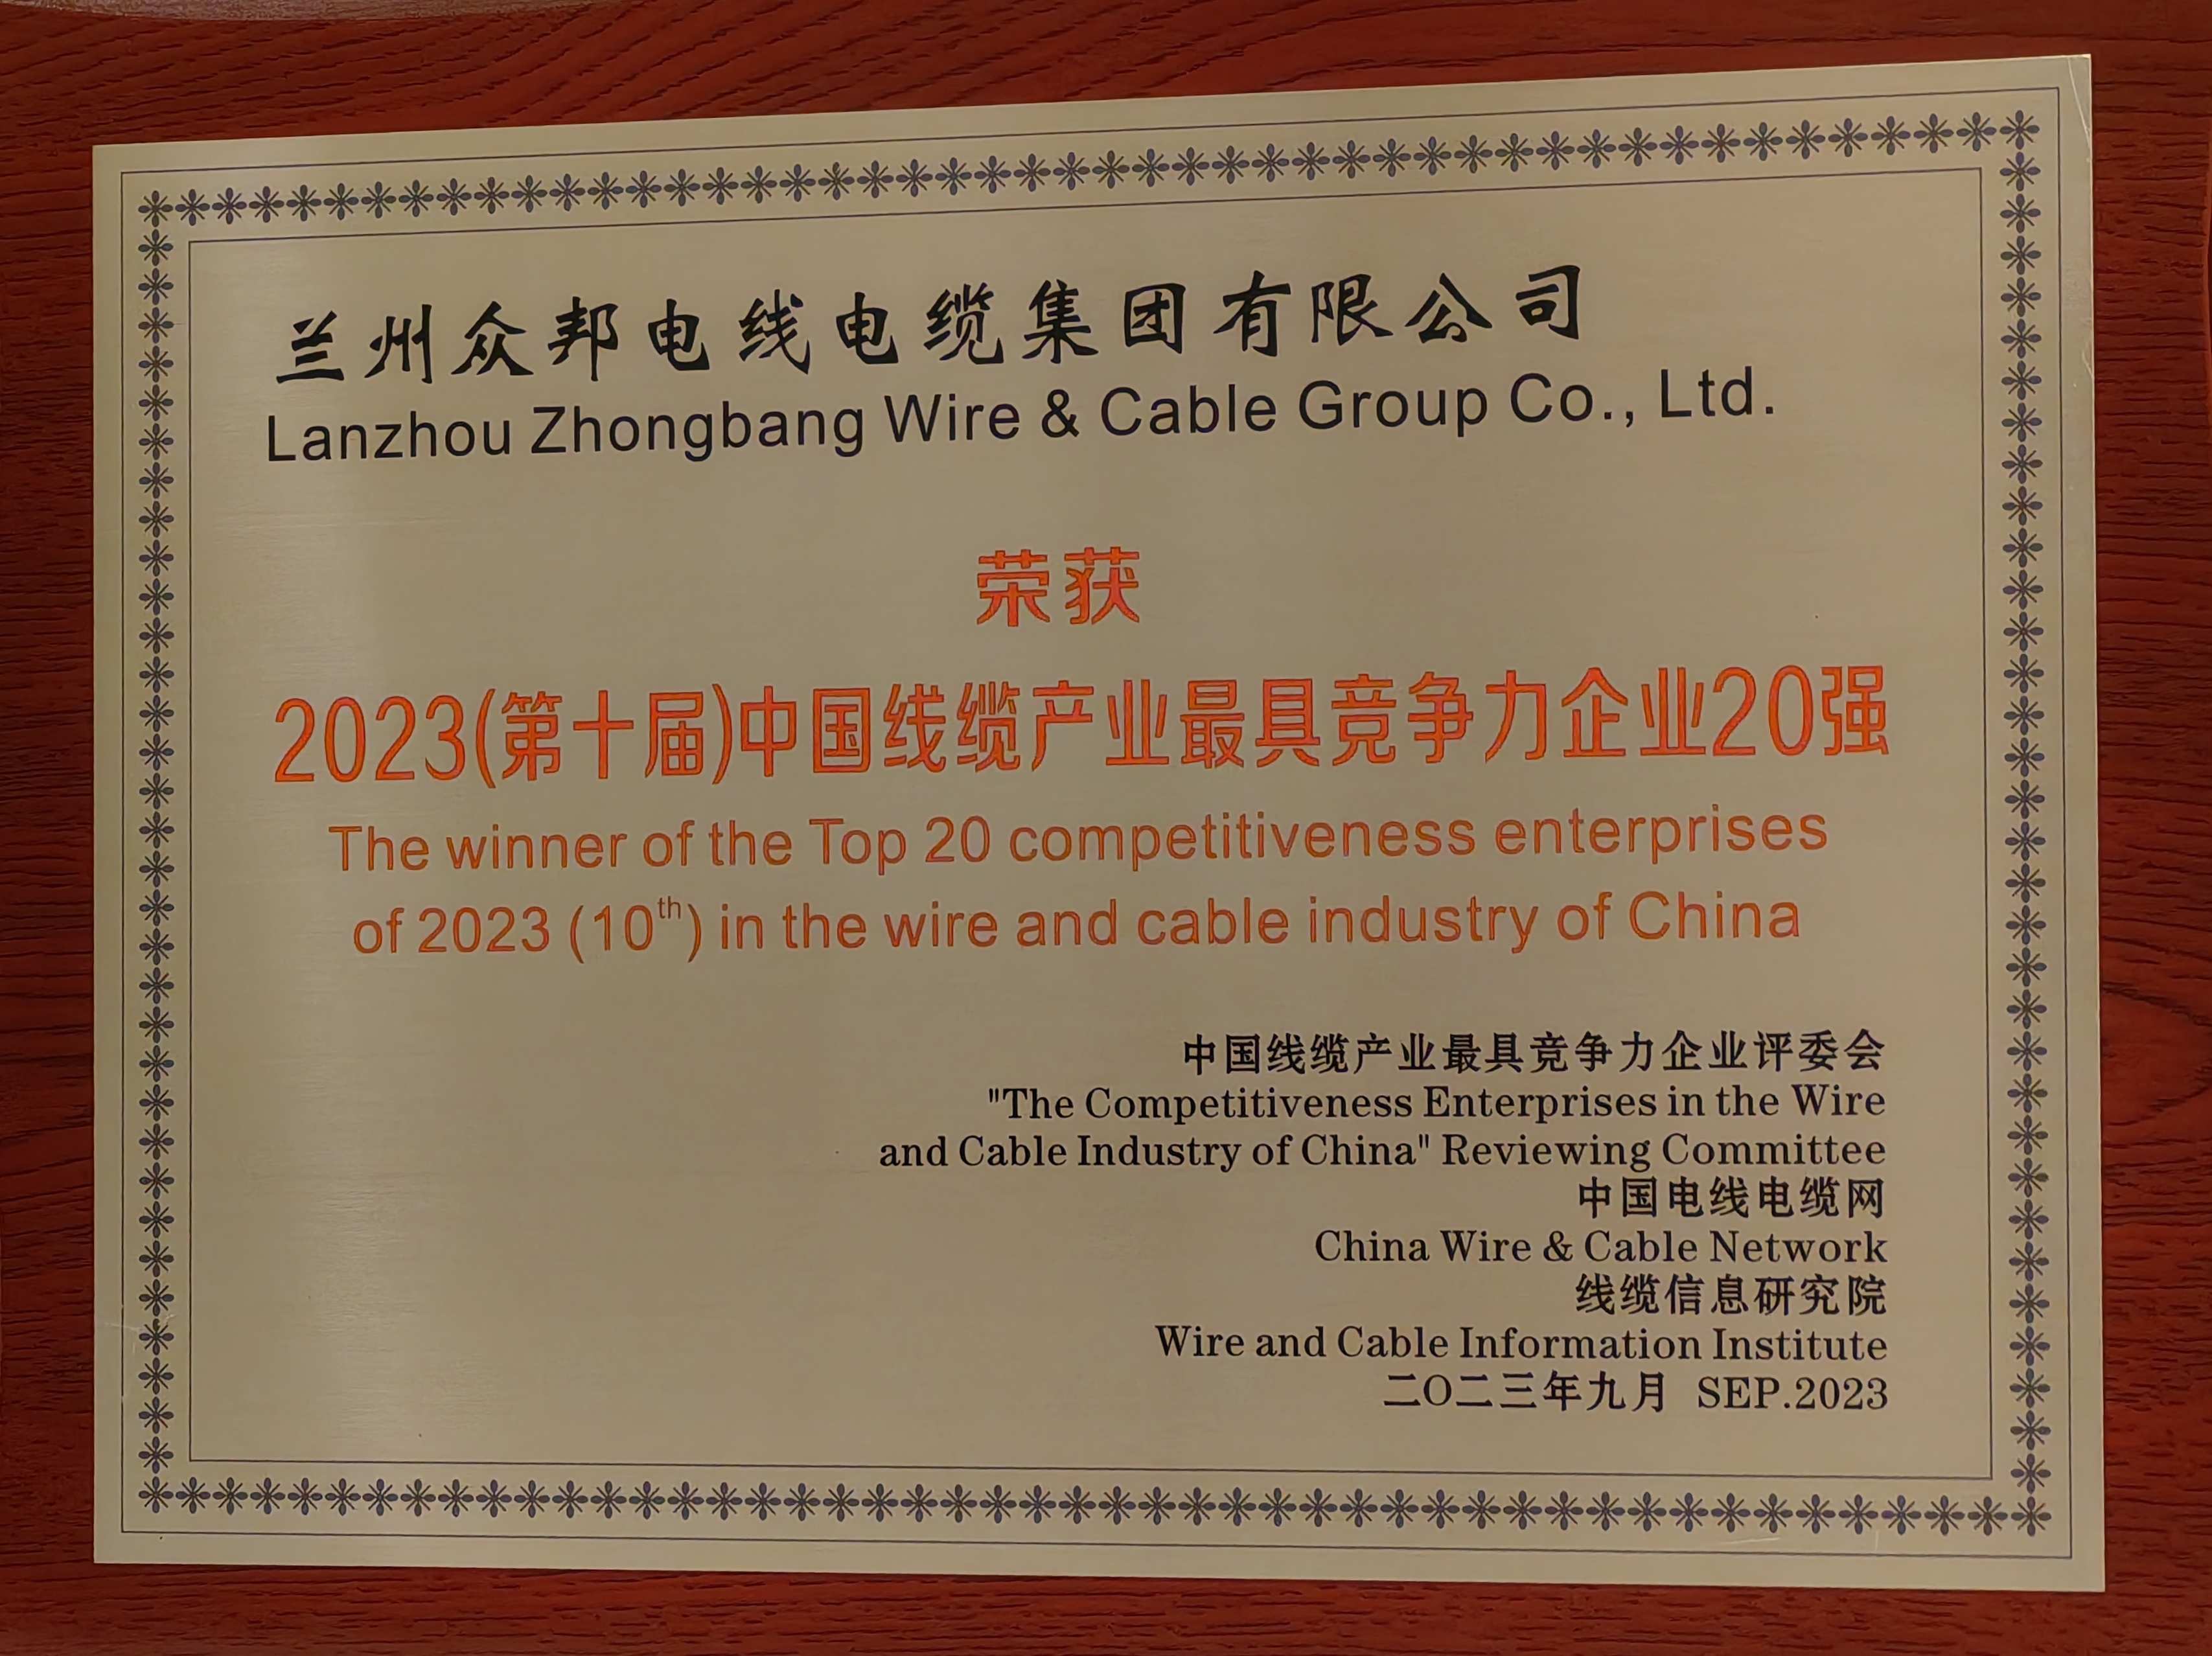 兰州众邦电线电缆集团有限公司
Lanzhou Zhongbang Wire & Cable Group Co., Ltd.
荣获
2023(第十届)中国线缆产业最具竞争力企业20强
The winner of the Top 20 competitiveness enterprises
of 2023 (10th) in the wire and cable industry of China
中国线缆产业最具竞争力企业评委会
"The Competitiveness Enterprises in the Wire
and Cable Industry of China" Reviewing Committee
中国电线电缆网
China Wire & Cable Network
线缆信息研究院
Wire and Cable Information Institute
二〇二三年九月 SEP.2023